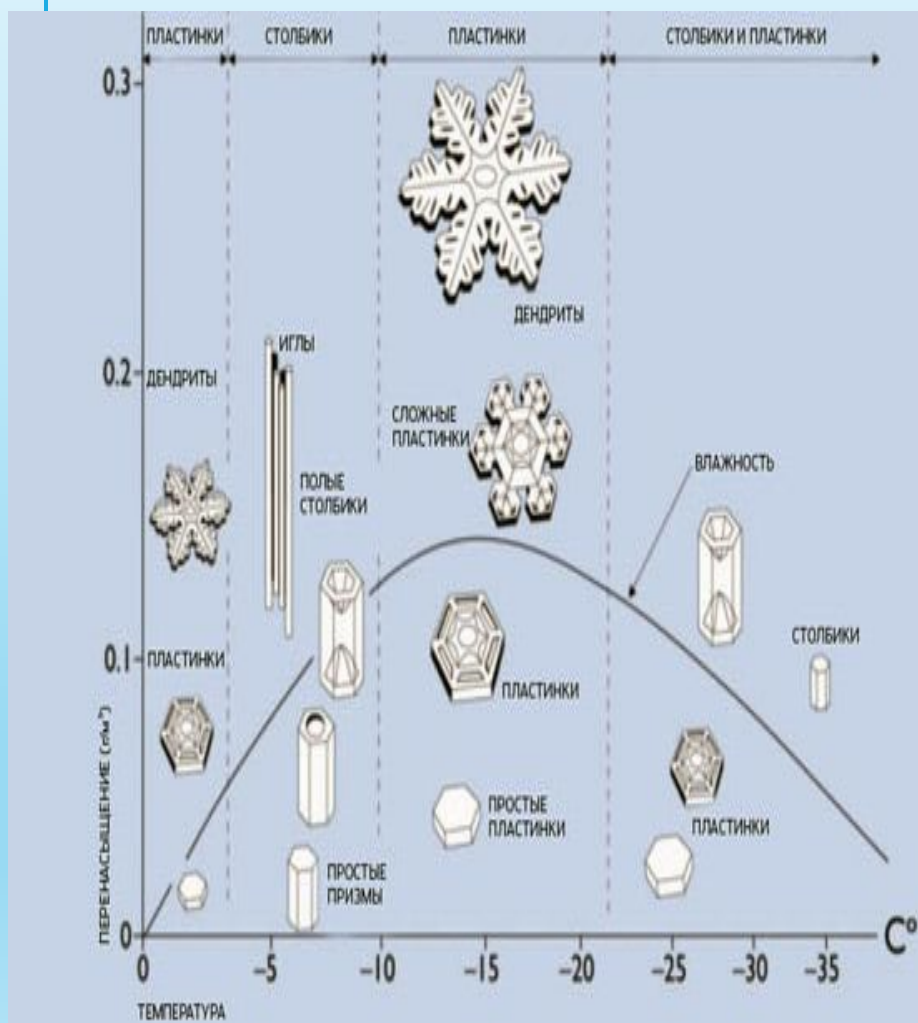 ПЛАСТИНКИ
СТОЛБИКИ
ПЛАСТИНКИ
СТОЛБИКИ И ПЛАСТИНКИ
0.3
ДЕНДРИТЫ
ИГЛЫ
0.2
ДЕНДРИТЫ
СЛОЖНЫЕ
ПЛАСТИНКИ
ВЛАЖНОСТЬ
ПОЛЫЕ
СТОЛБИКИ
0.1
ПЛАСТИНКИ
СТОЛБИКИ
ПЛАСТИНКИ
ПРОСТЫЕ
ПЛАСТИНКИ
ПЛАСТИНКИ
ПРОСТЫЕ
ПРИЗМЫ
ПЕРЕНАСЫЩЕНИЕ (г/м³)
0
C°
0
–5
–10
–15
–20
–25
–30
–35
ТЕМПЕРАТУРА